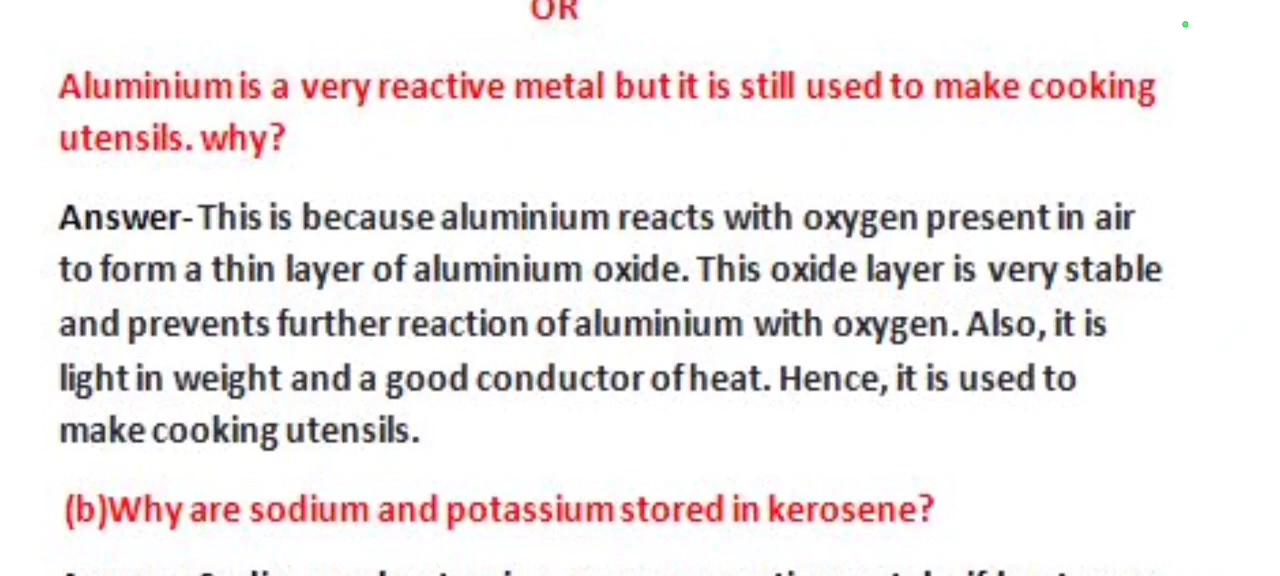 OR
Aluminium is a very reactive metal but it is still used to make cooking
utensils. why?
Answer- This is because aluminium reacts with oxygen present in air
to form a thin layer of aluminium oxide. This oxide layer is very stable
and prevents further reaction of aluminium with oxygen. Also, it is
light in weight and a good conductor of heat. Hence, it is used to
make cooking utensils.
(b)Why are sodium and potassium stored in kerosene?